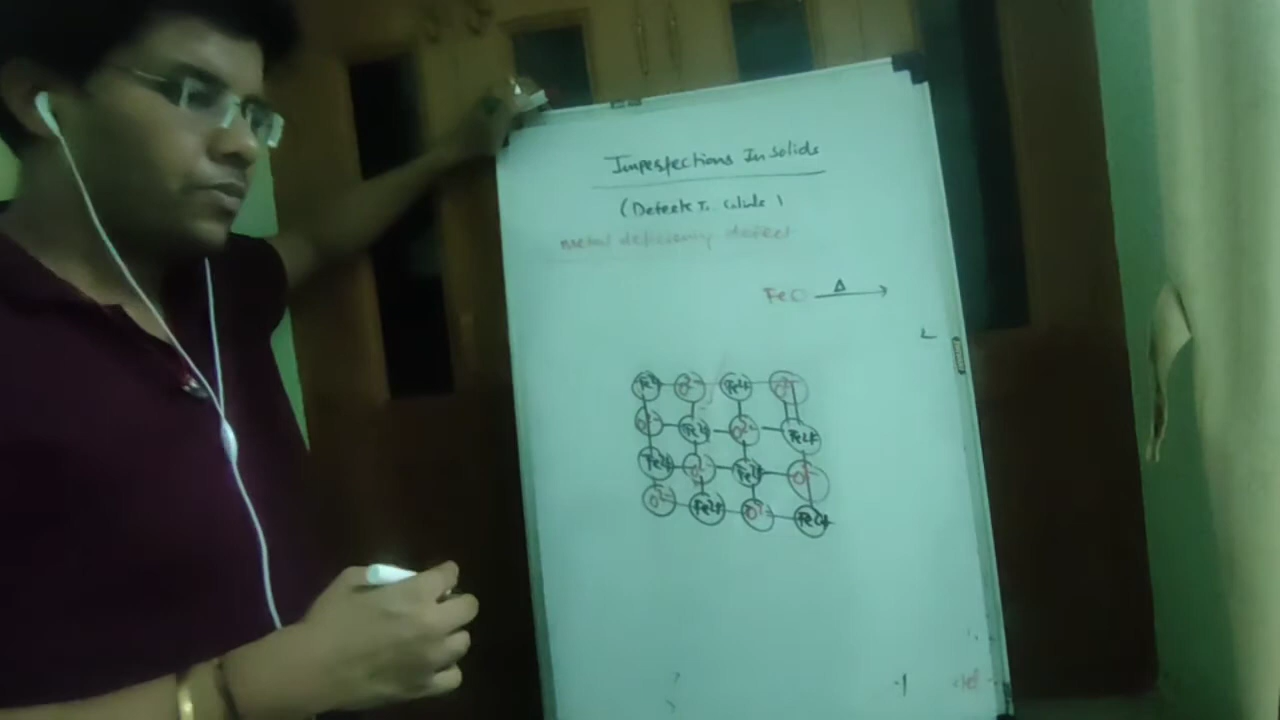 Imperfections In Solids
(Defects In Solids)
metal deficiency defect
FeO Δ
Fe2+ O2- Fe2+ O2-
O2- Fe2+ O2- Fe2+
Fe2+ O2- Fe2+ O2-
O2- Fe2+ O2- Fe2+